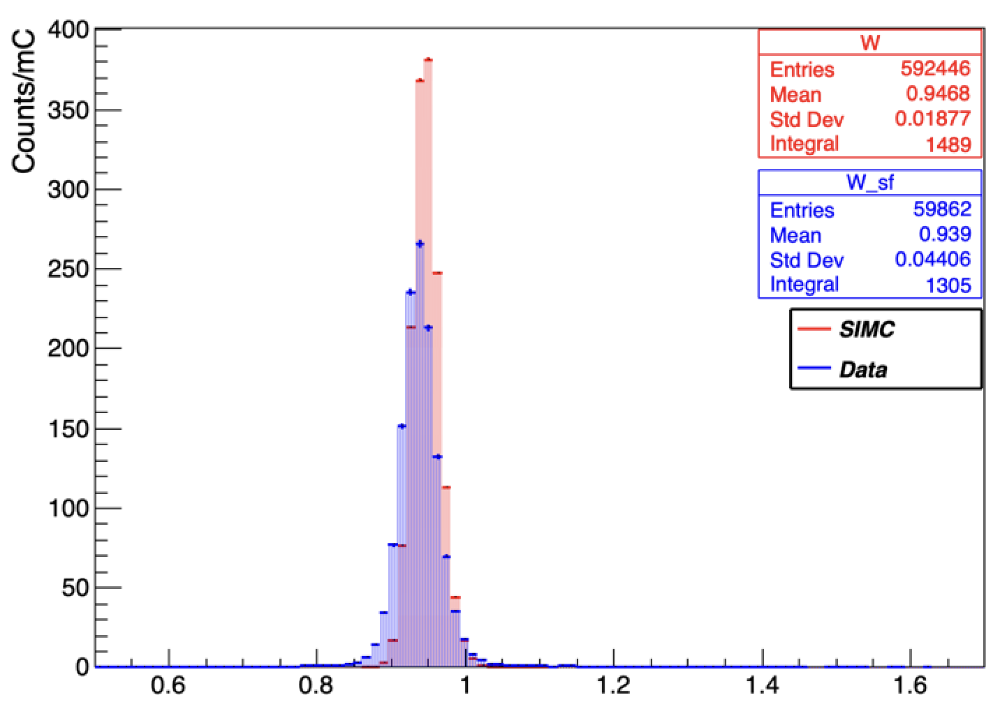 Counts/mC
400
350
300
250
200
150
100
50
0
0.6 0.8 1 1.2 1.4 1.6
W
Entries 592446
Mean 0.9468
Std Dev 0.01877
Integral 1489
W_sf
Entries 59862
Mean 0.939
Std Dev 0.04406
Integral 1305
SIMC
Data